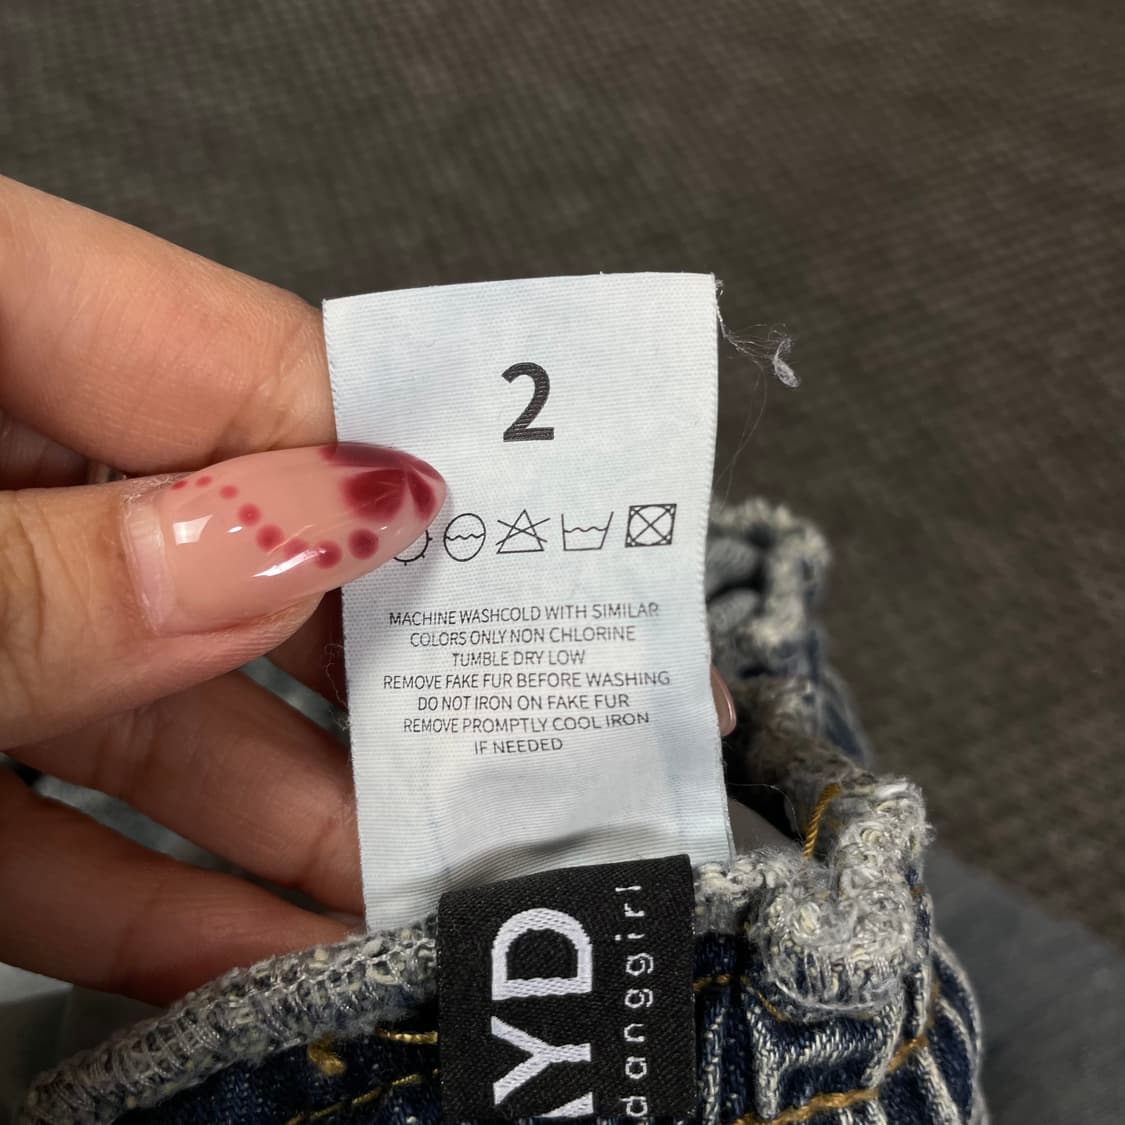 2
MACHINE WASHCOLD WITH SIMILAR
COLORS ONLY NON CHLORINE
TUMBLE DRY LOW
REMOVE FAKE FUR BEFORE WASHING
DO NOT IRON ON FAKE FUR
REMOVE PROMPTLY COOL IRON
IF NEEDED
YD
danggirl